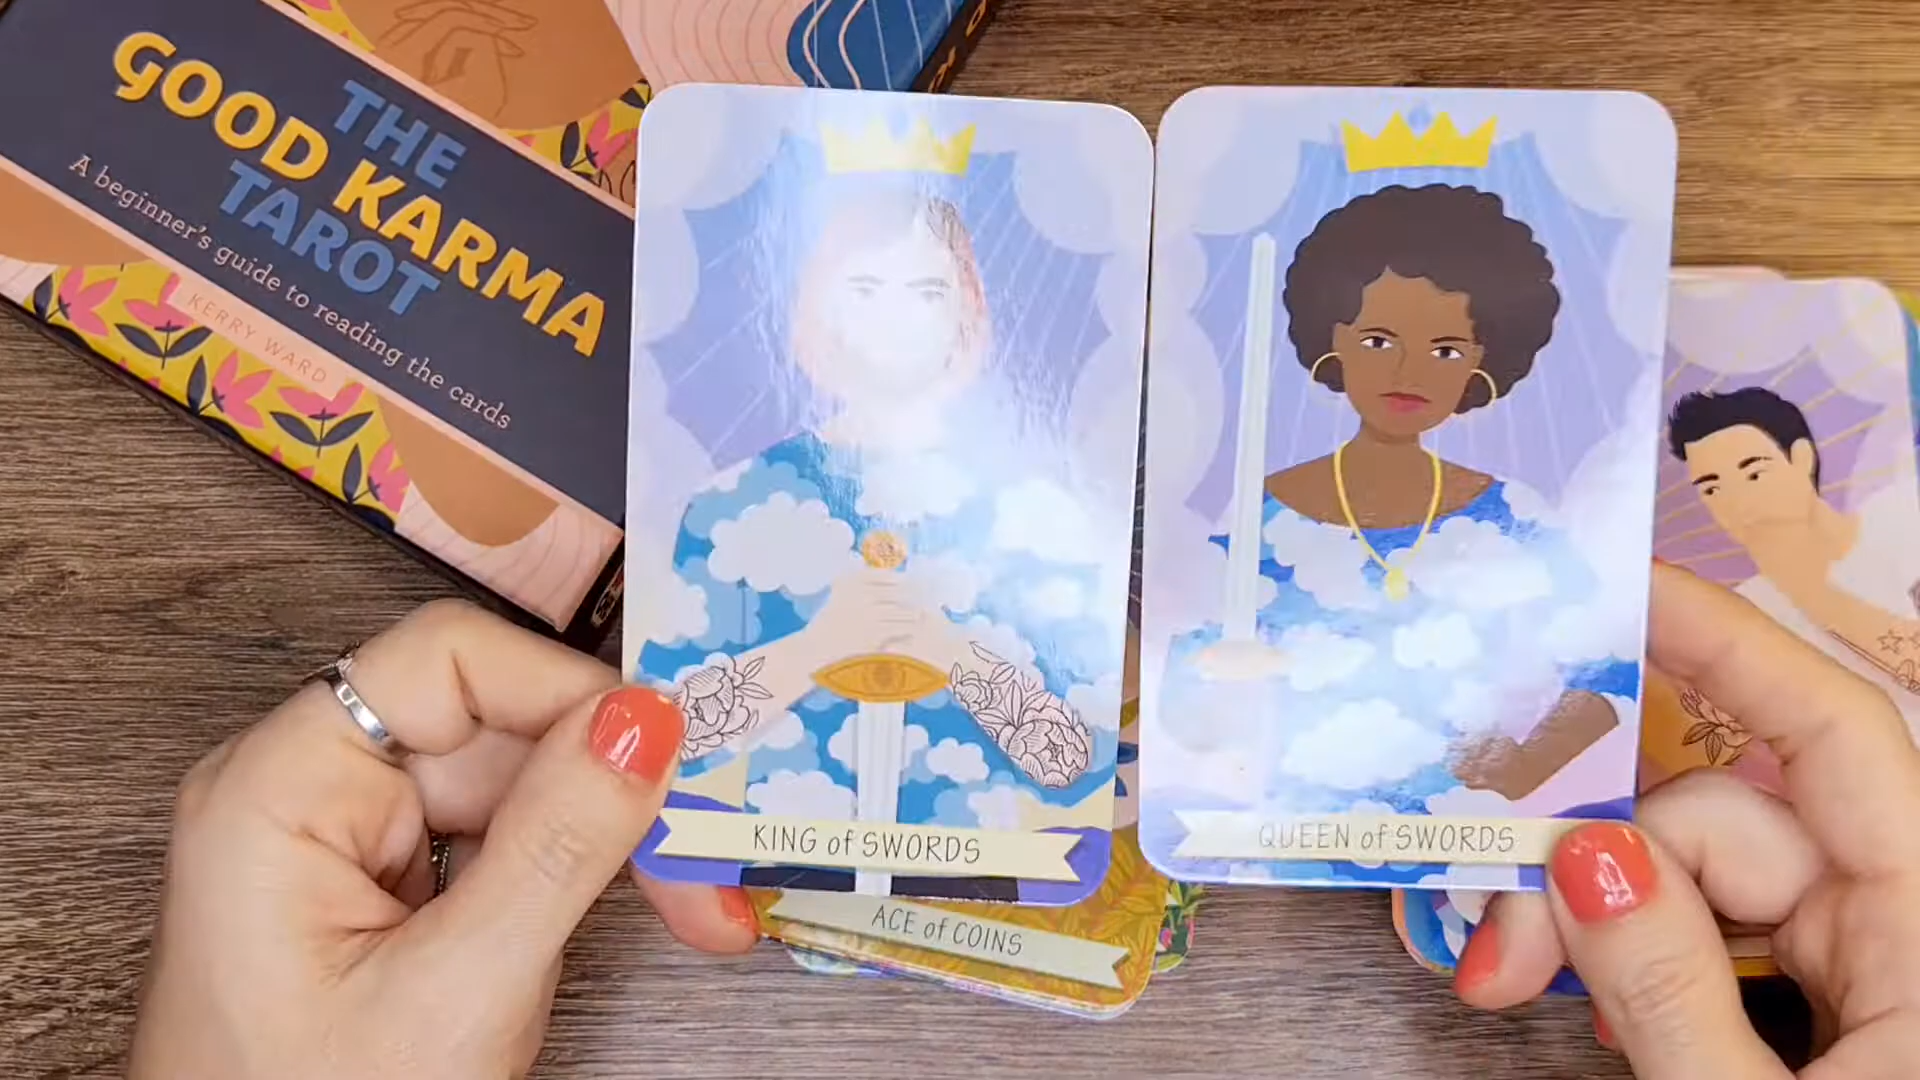 THE
GOOD KARMA
TAROT
A beginner's guide to reading the cards
KERRY WARD
KING of SWORDS
QUEEN of SWORDS
ACE of COINS